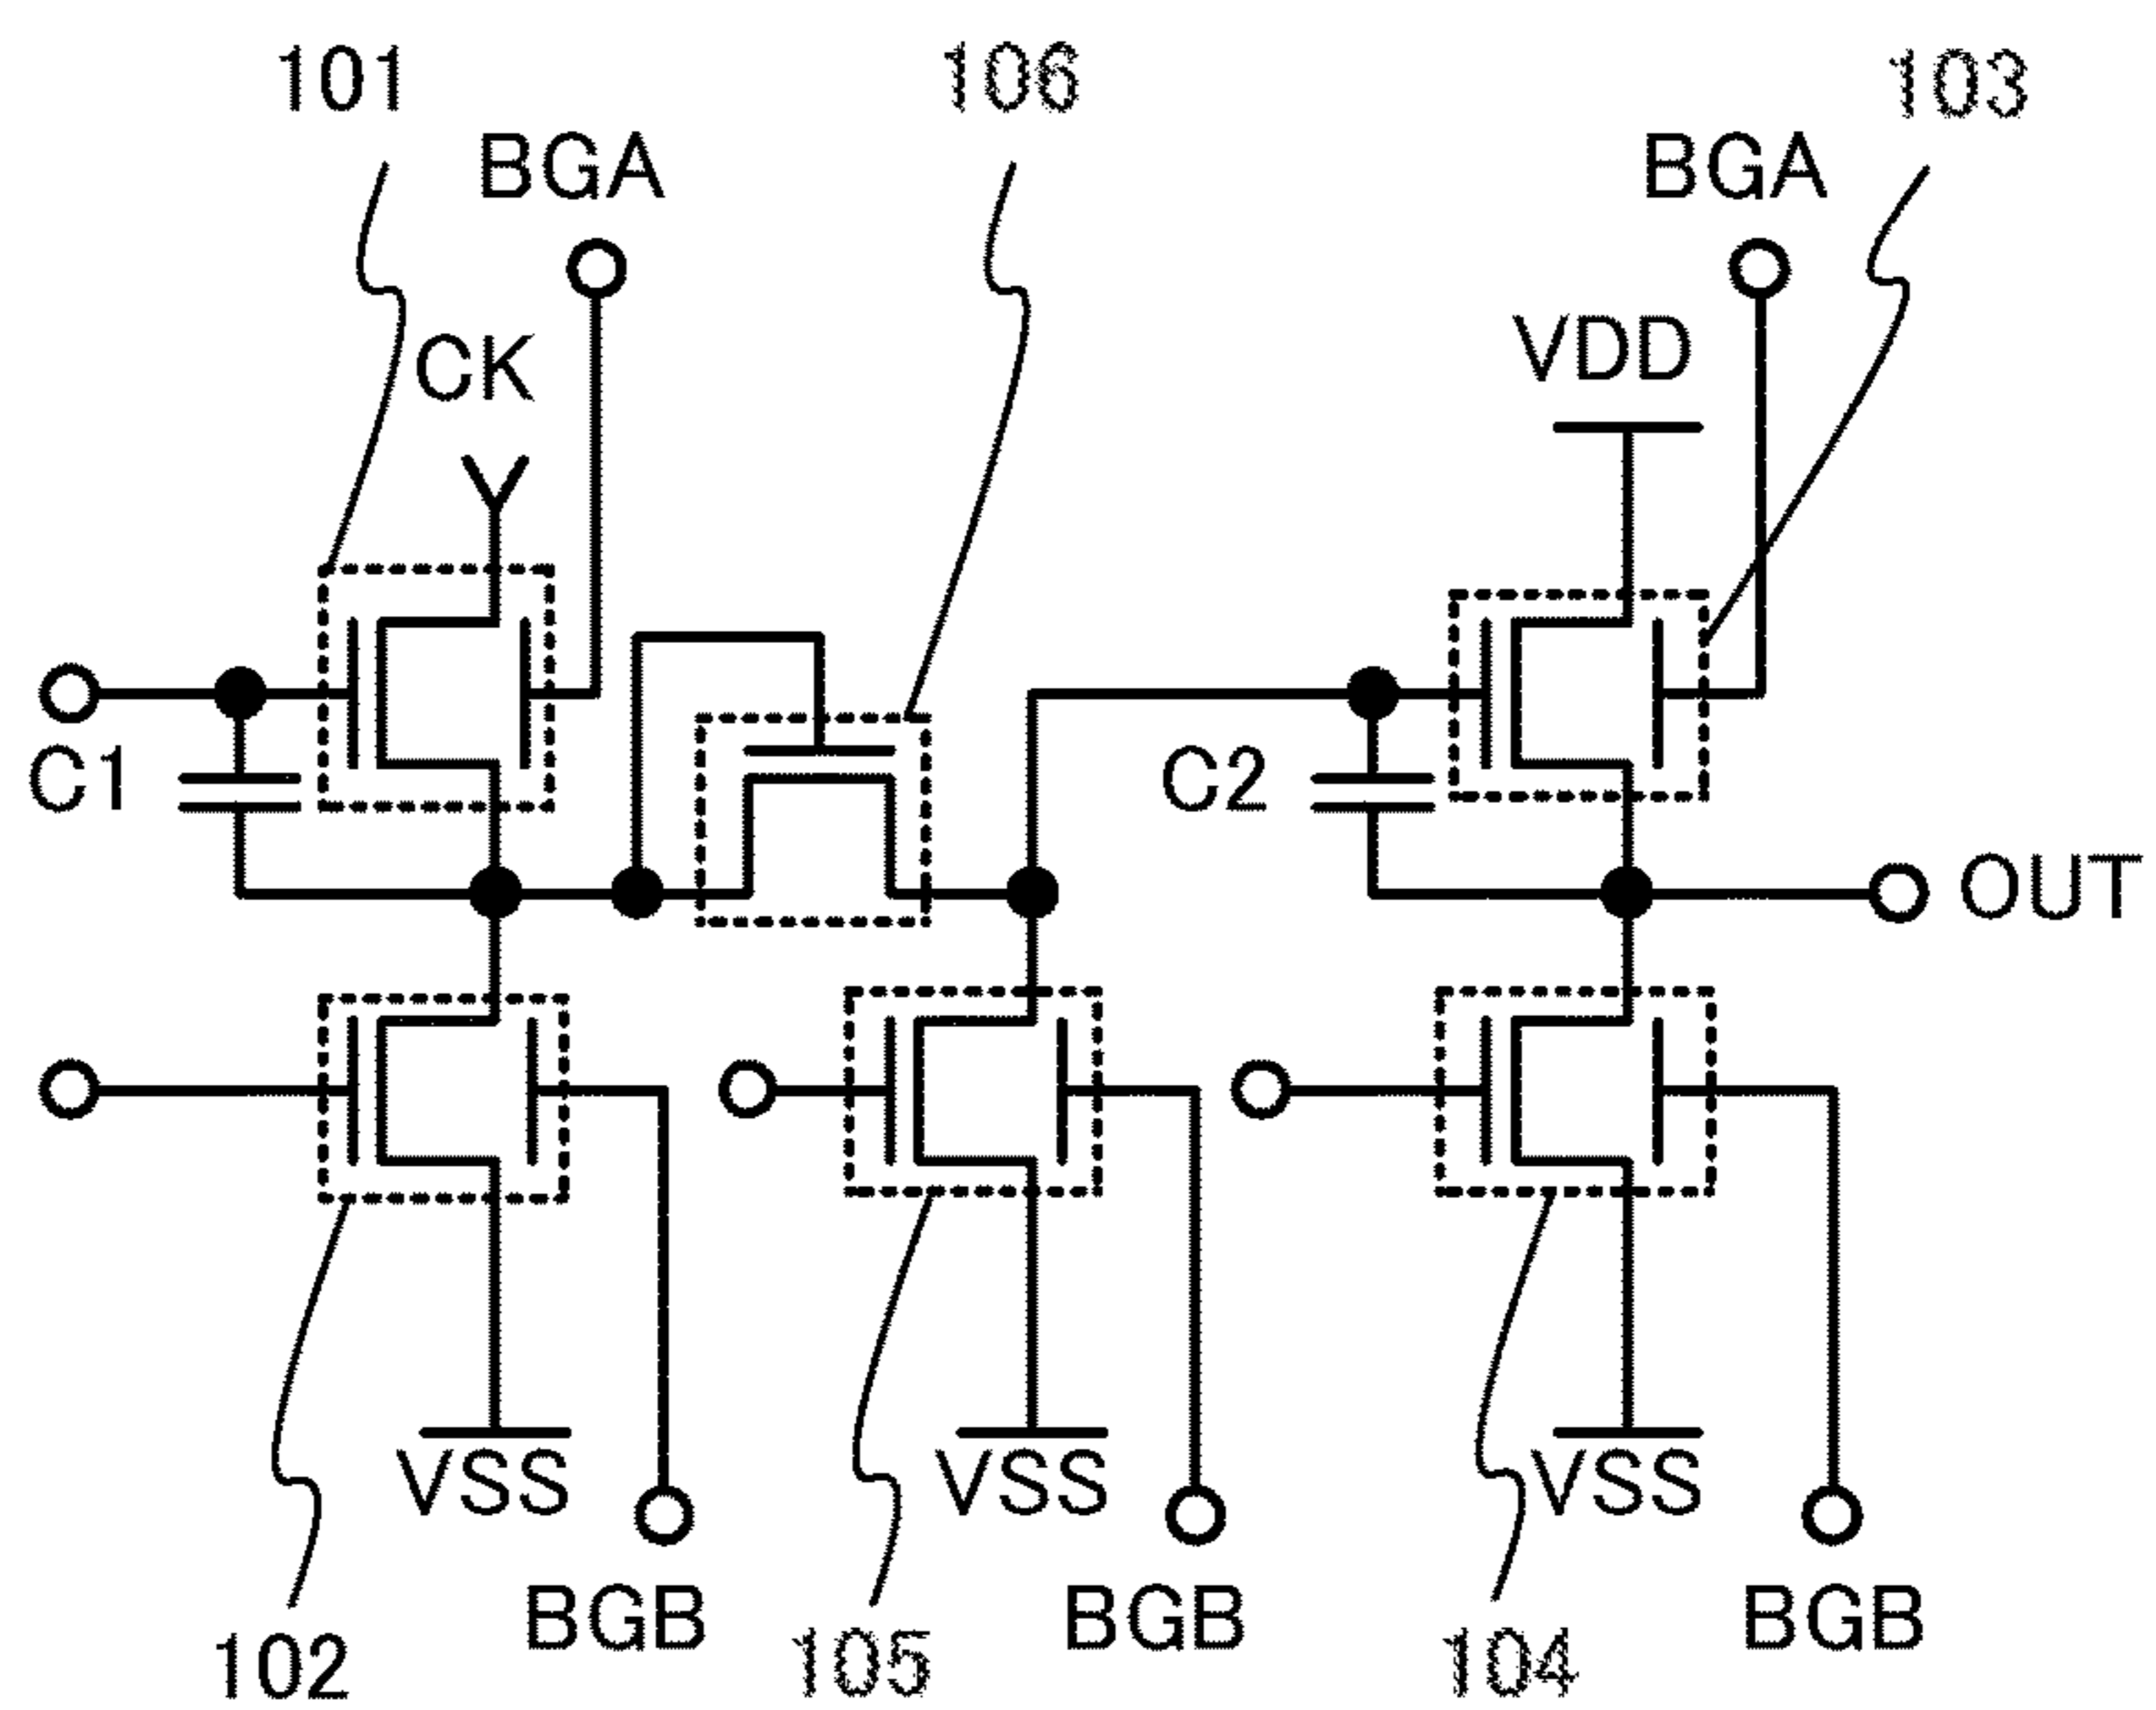 101 106 103
BGA BGA
CK VDD
C1 C2
OUT
VSS VSS VSS
BGB BGB BGB
102 105 104